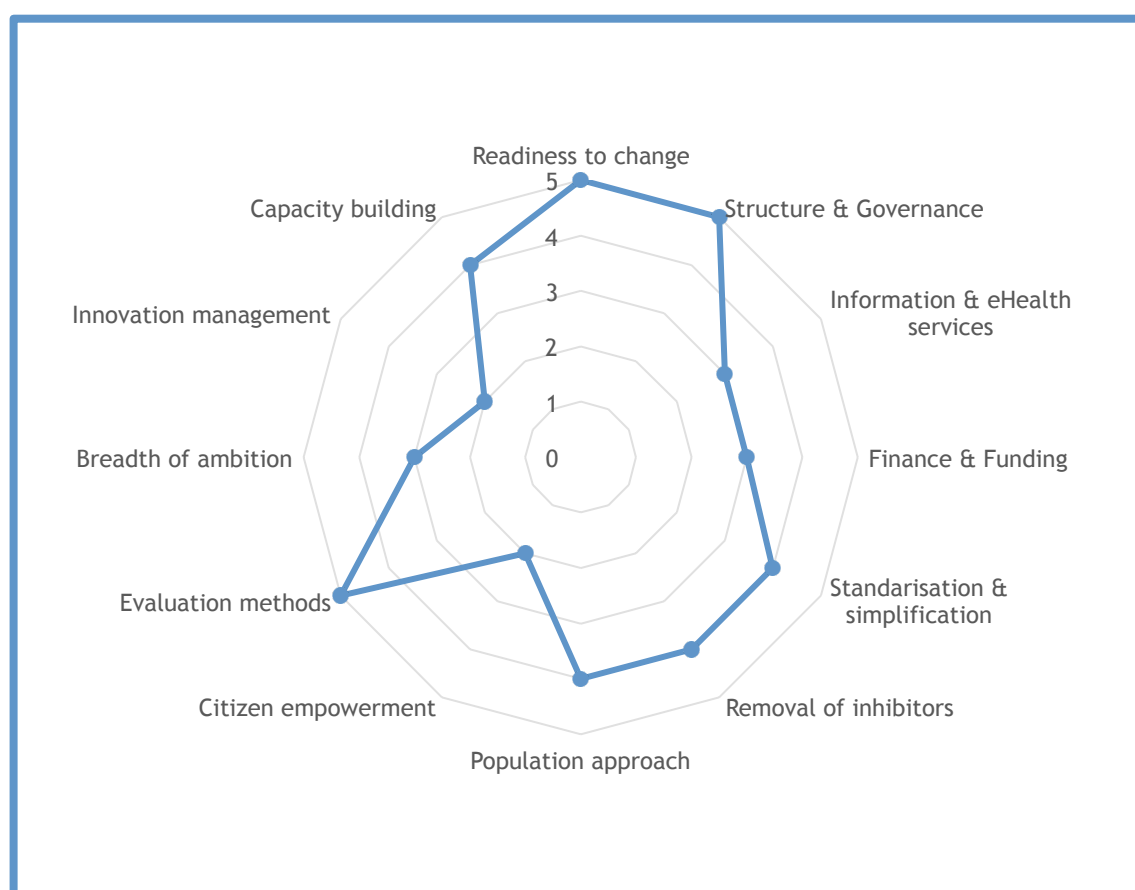 Readiness to change
5
Capacity building
Structure & Governance
4
Innovation management
3
Information & eHealth
services
2
1
Breadth of ambition
0
Finance & Funding
Evaluation methods
Standarisation &
simplification
Citizen empowerment
Removal of inhibitors
Population approach